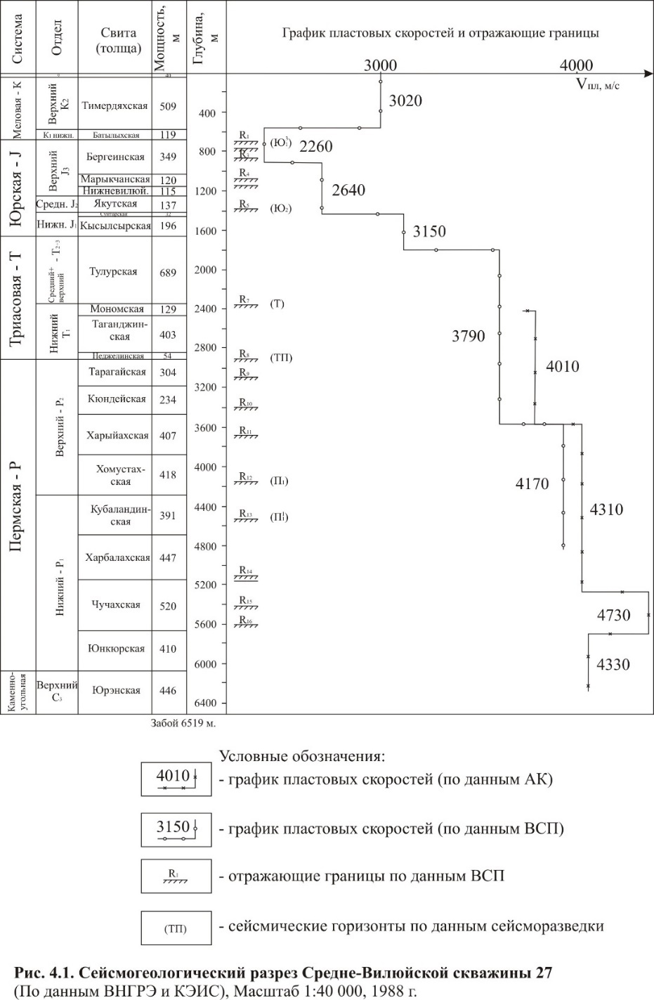 Система
Отдел
Свита
(толща)
Мощность,
м
Глубина,
м
График пластовых скоростей и отражающие границы
3000
4000
Vпл, м/с
40
Меловая - К
Верхний
К2
Тимердяхская
509
К1 нижн.
Батылыхская
119
Юрская - J
Верхний
J3
Бергеинская
349
Марыкчанская
120
Нижневилюй.
115
Средн. J2
Якутская
137
Сунтарская
32
Нижн. J1
Кысылсырская
196
Триасовая - Т
Средний+
верхний
- Т2+3
Тулурская
689
Нижний
Т1
Мономская
129
Таганджин-
ская
403
Неджелинская
54
Пермская - Р
Верхний - Р2
Тарагайская
304
Кюндейская
234
Харыйахская
407
Хомустах-
ская
418
Нижний - Р1
Кубаландин-
ская
391
Харбалахская
447
Чучахская
520
Юнкюрская
410
Каменно-
угольная
Верхний
С3
Юрэнская
446
400
800
1200
1600
2000
2400
2800
3200
3600
4000
4400
4800
5200
5600
6000
6400
R1
R3
R4
R5
(Ю2)
R7
(Т)
R8
(ТП)
R9
R10
R11
R12
(П1)
R13
R14
R15
R16
3020
2260
2640
3150
3790
4010
4170
4310
4730
4330
Забой 6519 м.
Условные обозначения:
4010
- график пластовых скоростей (по данным АК)
3150
- график пластовых скоростей (по данным ВСП)
R1
- отражающие границы по данным ВСП
(ТП)
- сейсмические горизонты по данным сейсморазведки
Рис. 4.1. Сейсмогеологический разрез Средне-Вилюйской скважины 27
(По данным ВНГРЭ и КЭИС), Масштаб 1:40 000, 1988 г.